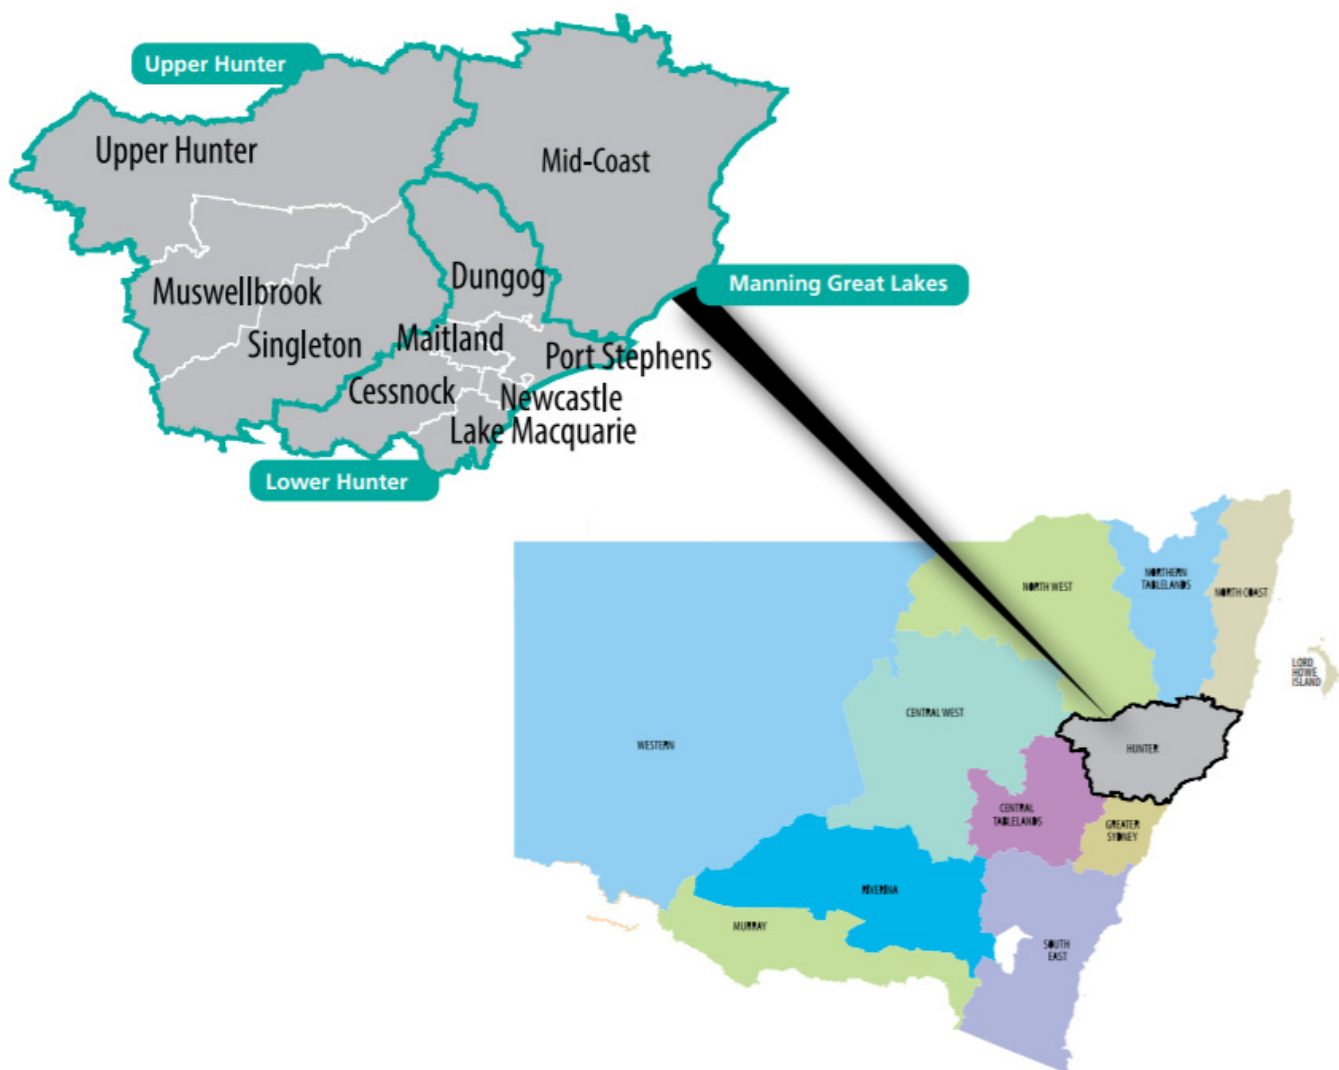 Upper Hunter
Upper Hunter
Mid-Coast
Dungog
Manning Great Lakes
Muswellbrook
Singleton
Maitland
Port Stephens
Cessnock
Newcastle
Lake Macquarie
Lower Hunter
NORTH WEST
NORTHERN
TABLELANDS
NORTH COAST
LORD
HOWE
ISLAND
CENTRAL WEST
WESTERN
HUNTER
CENTRAL
TABLELANDS
GREATER
SYDNEY
RIVERINA
MURRAY
SOUTH
EAST